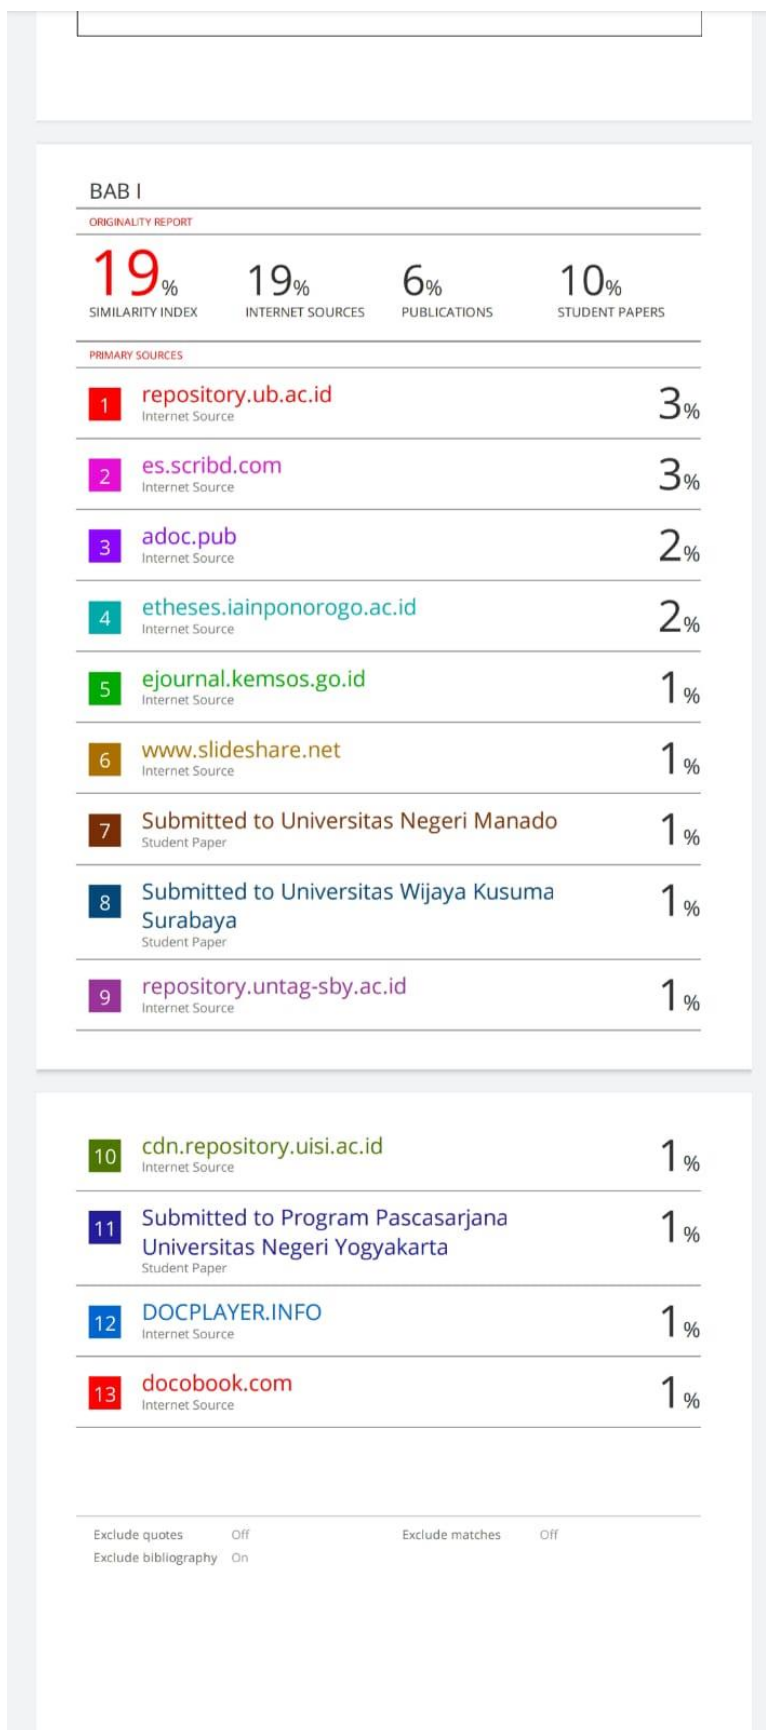 BAB I
ORIGINALITY REPORT
19% 19% 6% 10%
SIMILARITY INDEX INTERNET SOURCES PUBLICATIONS STUDENT PAPERS
PRIMARY SOURCES
1 repository.ub.ac.id 3%
Internet Source
2 es.scribd.com 3%
Internet Source
3 adoc.pub 2%
Internet Source
4 etheses.iainponorogo.ac.id 2%
Internet Source
5 ejournal.kemsos.go.id 1%
Internet Source
6 www.slideshare.net 1%
Internet Source
7 Submitted to Universitas Negeri Manado 1%
Student Paper
8 Submitted to Universitas Wijaya Kusuma 1%
Surabaya
Student Paper
9 repository.untag-sby.ac.id 1%
Internet Source
10 cdn.repository.uisi.ac.id 1%
Internet Source
11 Submitted to Program Pascasarjana 1%
Universitas Negeri Yogyakarta
Student Paper
12 DOCPLAYER.INFO 1%
Internet Source
13 docobook.com 1%
Internet Source
Exclude quotes Off Exclude matches Off
Exclude bibliography On